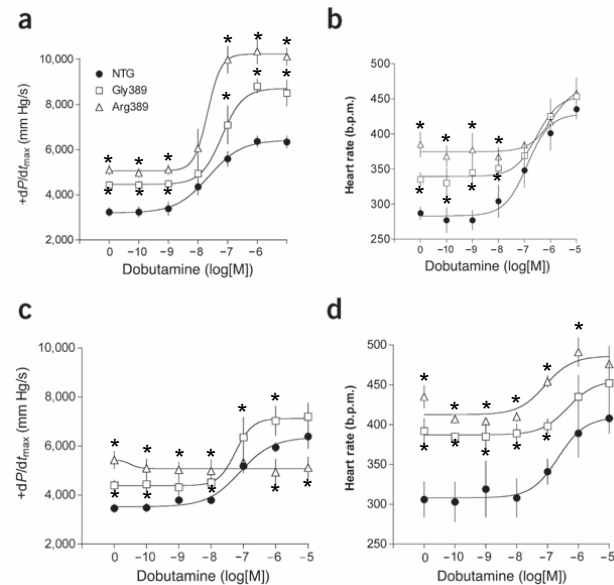 a
10,000
8,000
6,000
4,000
2,000
+dP/dtmax (mm Hg/s)
NTG
Gly389
Arg389
* * * * * *
* * * * * *
0 −10 −9 −8 −7 −6 −5
Dobutamine (log[M])
b
450
400
350
300
250
Heart rate (b.p.m.)
* * * *
* * * *
0 −10 −9 −8 −7 −6 −5
Dobutamine (log[M])
c
10,000
8,000
6,000
4,000
2,000
+dP/dtmax (mm Hg/s)
* *
* * * *
* * * * *
0 −10 −9 −8 −7 −6 −5
Dobutamine (log[M])
d
500
450
400
350
300
250
Heart rate (b.p.m.)
* * * * * *
* * * * *
0 −10 −9 −8 −7 −6 −5
Dobutamine (log[M])